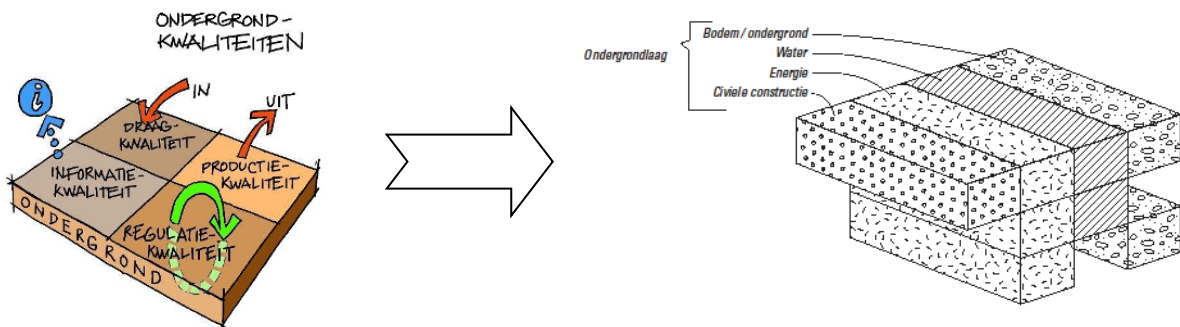 ONDERGROND-
KWALITEITEN
IN
UIT
DRAAG-
KWALITEIT
INFORMATIE-
KWALITEIT
PRODUCTIE-
KWALITEIT
REGULATIE-
KWALITEIT
ONDERGROND
Ondergrondlaag
Bodem / ondergrond
Water
Energie
Civiele constructie